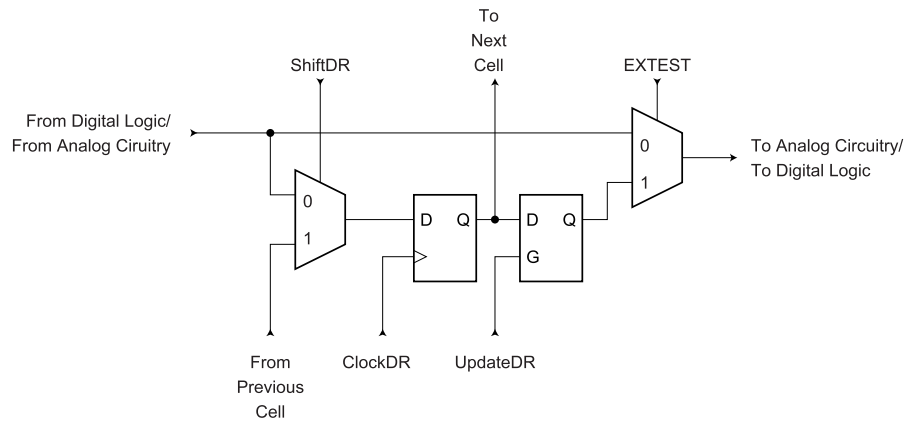 To
Next
Cell
ShiftDR
EXTEST
From Digital Logic/
From Analog Ciruitry
0
1
To Analog Circuitry/
To Digital Logic
0
1
D Q
D Q
G
From
Previous
Cell
ClockDR
UpdateDR